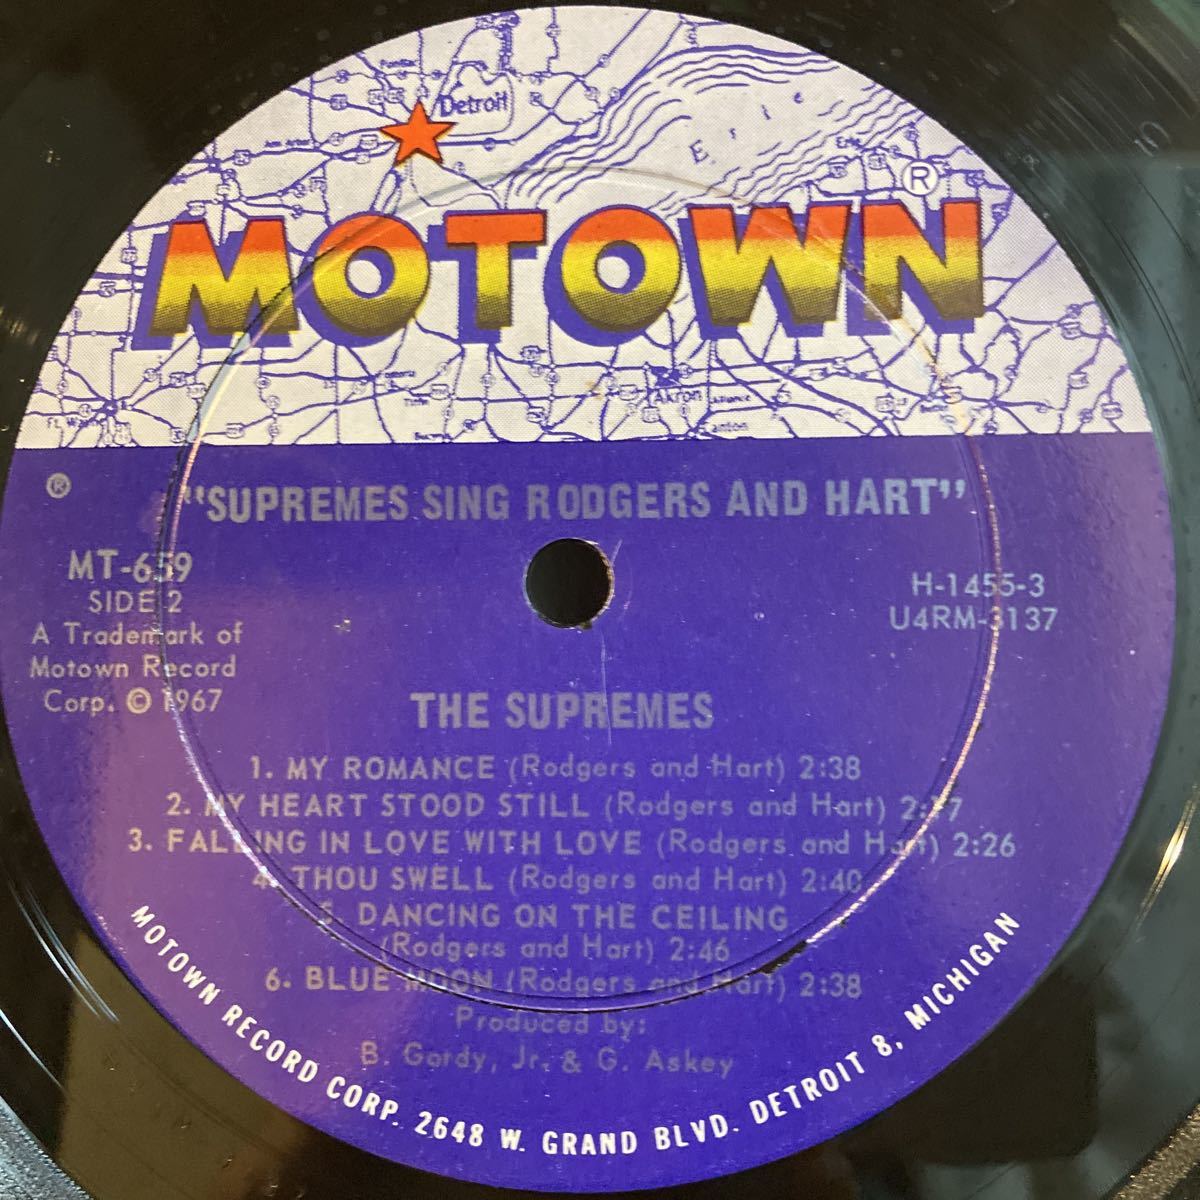 Detroit
Erie
Erie
®
MOTOWN
Akron
Alliance
Canton
Ft. Wayne
®
"SUPREMES SING RODGERS AND HART"
MT-659
SIDE 2
A Trademark of
Motown Record
Corp. © 1967
H-1455-3
U4RM-3137
THE SUPREMES
1. MY ROMANCE (Rodgers and Hart) 2:38
2. MY HEART STOOD STILL (Rodgers and Hart)
3. FALLING IN LOVE WITH LOVE (Rodgers and Hart) 2:26
4. THOU SWELL (Rodgers and Hart) 2:40
5. DANCING ON THE CEILING
(Rodgers and Hart) 2:46
6. BLUE MOON (Rodgers and Hart) 2:38
Produced by:
B. Gordy, Jr. & G. Askey
MOTOWN RECORD CORP. 2648 W. GRAND BLVD. DETROIT 8, MICHIGAN